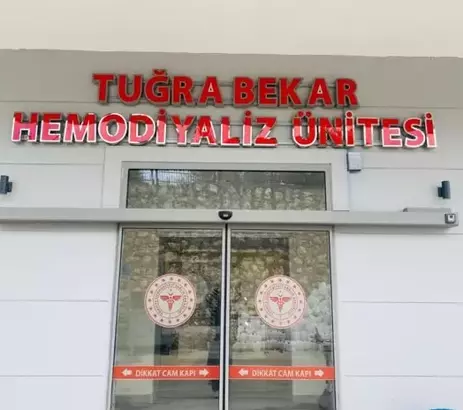 TUĞRA BEKAR
HEMODİYALİZ ÜNİTESİ
DİKKAT CAM KAPI
DİKKAT CAM KAPI